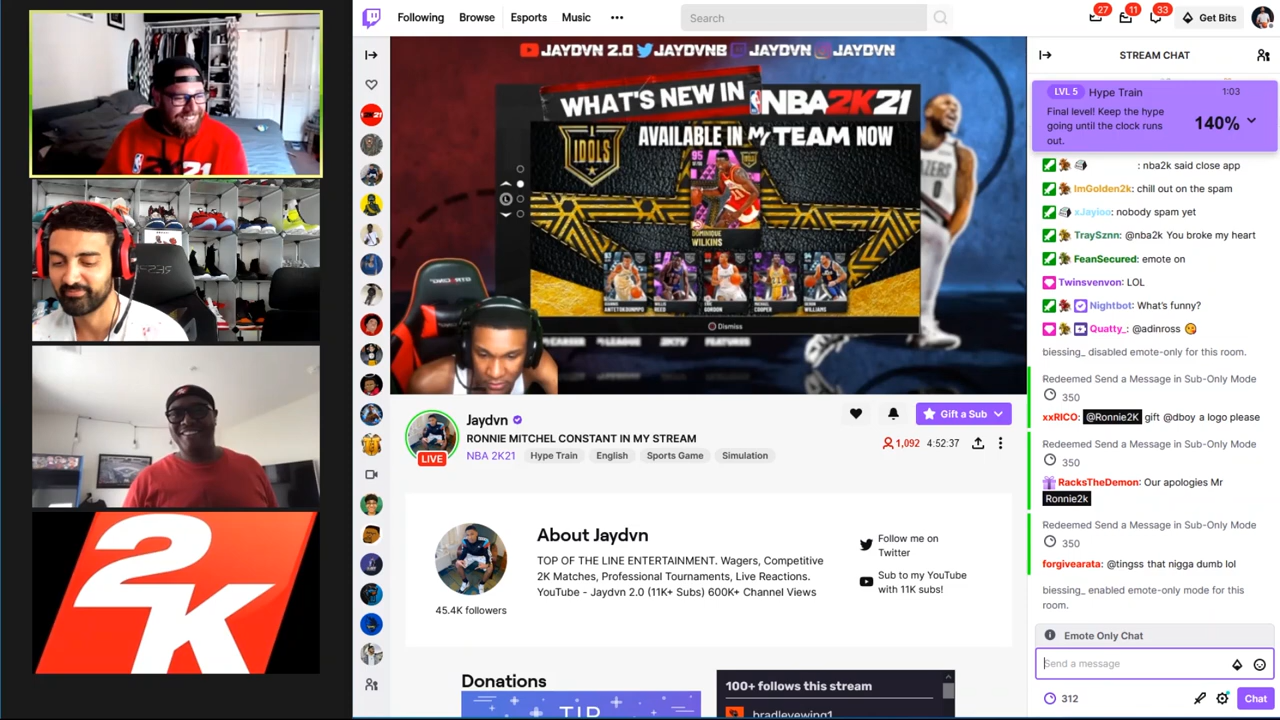 Following
Browse
Esports
Music
Search
27
11
33
Get Bits
JAYDVN 2.0
JAYDVNB
JAYDVN
JAYDVN
WHAT'S NEW IN NBA2K21
AVAILABLE IN MyTEAM NOW
IDOLS
95
DOMINIQUE
WILKINS
Dismiss
FEATURES
2K
21
Jaydvn
LIVE
RONNIE MITCHEL CONSTANT IN MY STREAM
NBA 2K21
Hype Train
English
Sports Game
Simulation
Gift a Sub
1,092
4:52:37
About Jaydvn
TOP OF THE LINE ENTERTAINMENT. Wagers, Competitive
2K Matches, Professional Tournaments, Live Reactions.
YouTube - Jaydvn 2.0 (11K+ Subs) 600K+ Channel Views
45.4K followers
Follow me on
Twitter
Sub to my YouTube
with 11K subs!
Donations
TIP
100+ follows this stream
bradleyewing1
STREAM CHAT
LVL 5 Hype Train 1:03
Final level! Keep the hype
going until the clock runs
out.
140%
: nba2k said close app
ImGolden2k: chill out on the spam
xJayioo: nobody spam yet
TraySznn: @nba2k You broke my heart
FeanSecured: emote on
Twinsvenvon: LOL
Nightbot: What's funny?
Quatty_: @adinross
biessing_ disabled emote-only for this room.
Redeemed Send a Message in Sub-Only Mode
350
xxRICO: @Ronnie2K gift @dboy a logo please
Redeemed Send a Message in Sub-Only Mode
350
RacksTheDemon: Our apologies Mr
Ronnie2k
Redeemed Send a Message in Sub-Only Mode
350
forgivearata: @tingss that nigga dumb lol
biessing_ enabled emote-only mode for this
room.
Emote Only Chat
Send a message
312
Chat